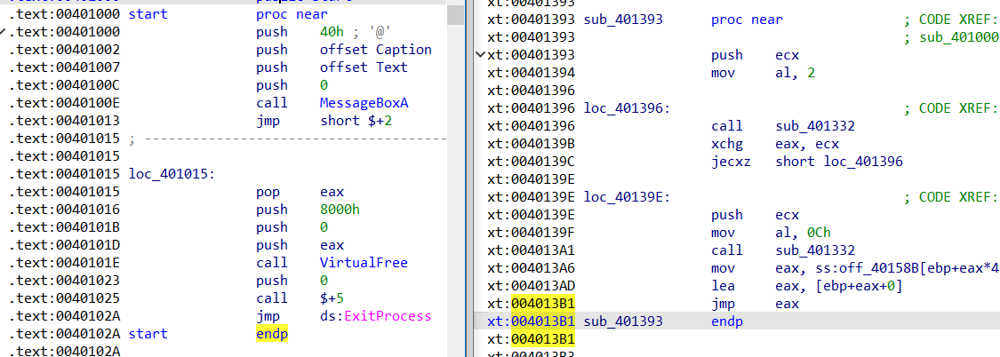 public start
.text:00401000 start proc near
.text:00401000 push 40h ; '@'
.text:00401002 push offset Caption
.text:00401007 push offset Text
.text:0040100C push 0
.text:0040100E call MessageBoxA
.text:00401013 jmp short $+2
.text:00401015 ; --------------------------------------
.text:00401015
.text:00401015 loc_401015:
.text:00401015 pop eax
.text:00401016 push 8000h
.text:0040101B push 0
.text:0040101D push eax
.text:0040101E call VirtualFree
.text:00401023 push 0
.text:00401025 call $+5
.text:0040102A jmp ds:ExitProcess
.text:0040102A start endp
.text:0040102A
xt:00401393
xt:00401393 sub_401393 proc near ; CODE XREF:
xt:00401393 ; sub_401000
xt:00401393 push ecx
xt:00401394 mov al, 2
xt:00401396
xt:00401396 loc_401396: ; CODE XREF:
xt:00401396 call sub_401332
xt:0040139B xchg eax, ecx
xt:0040139C jecxz short loc_401396
xt:0040139E
xt:0040139E loc_40139E: ; CODE XREF:
xt:0040139E push ecx
xt:0040139F mov al, 0Ch
xt:004013A1 call sub_401332
xt:004013A6 mov eax, ss:off_40158B[ebp+eax*4
xt:004013AD lea eax, [ebp+eax+0]
xt:004013B1 jmp eax
xt:004013B1 sub_401393 endp
xt:004013B1
xt:004013B3